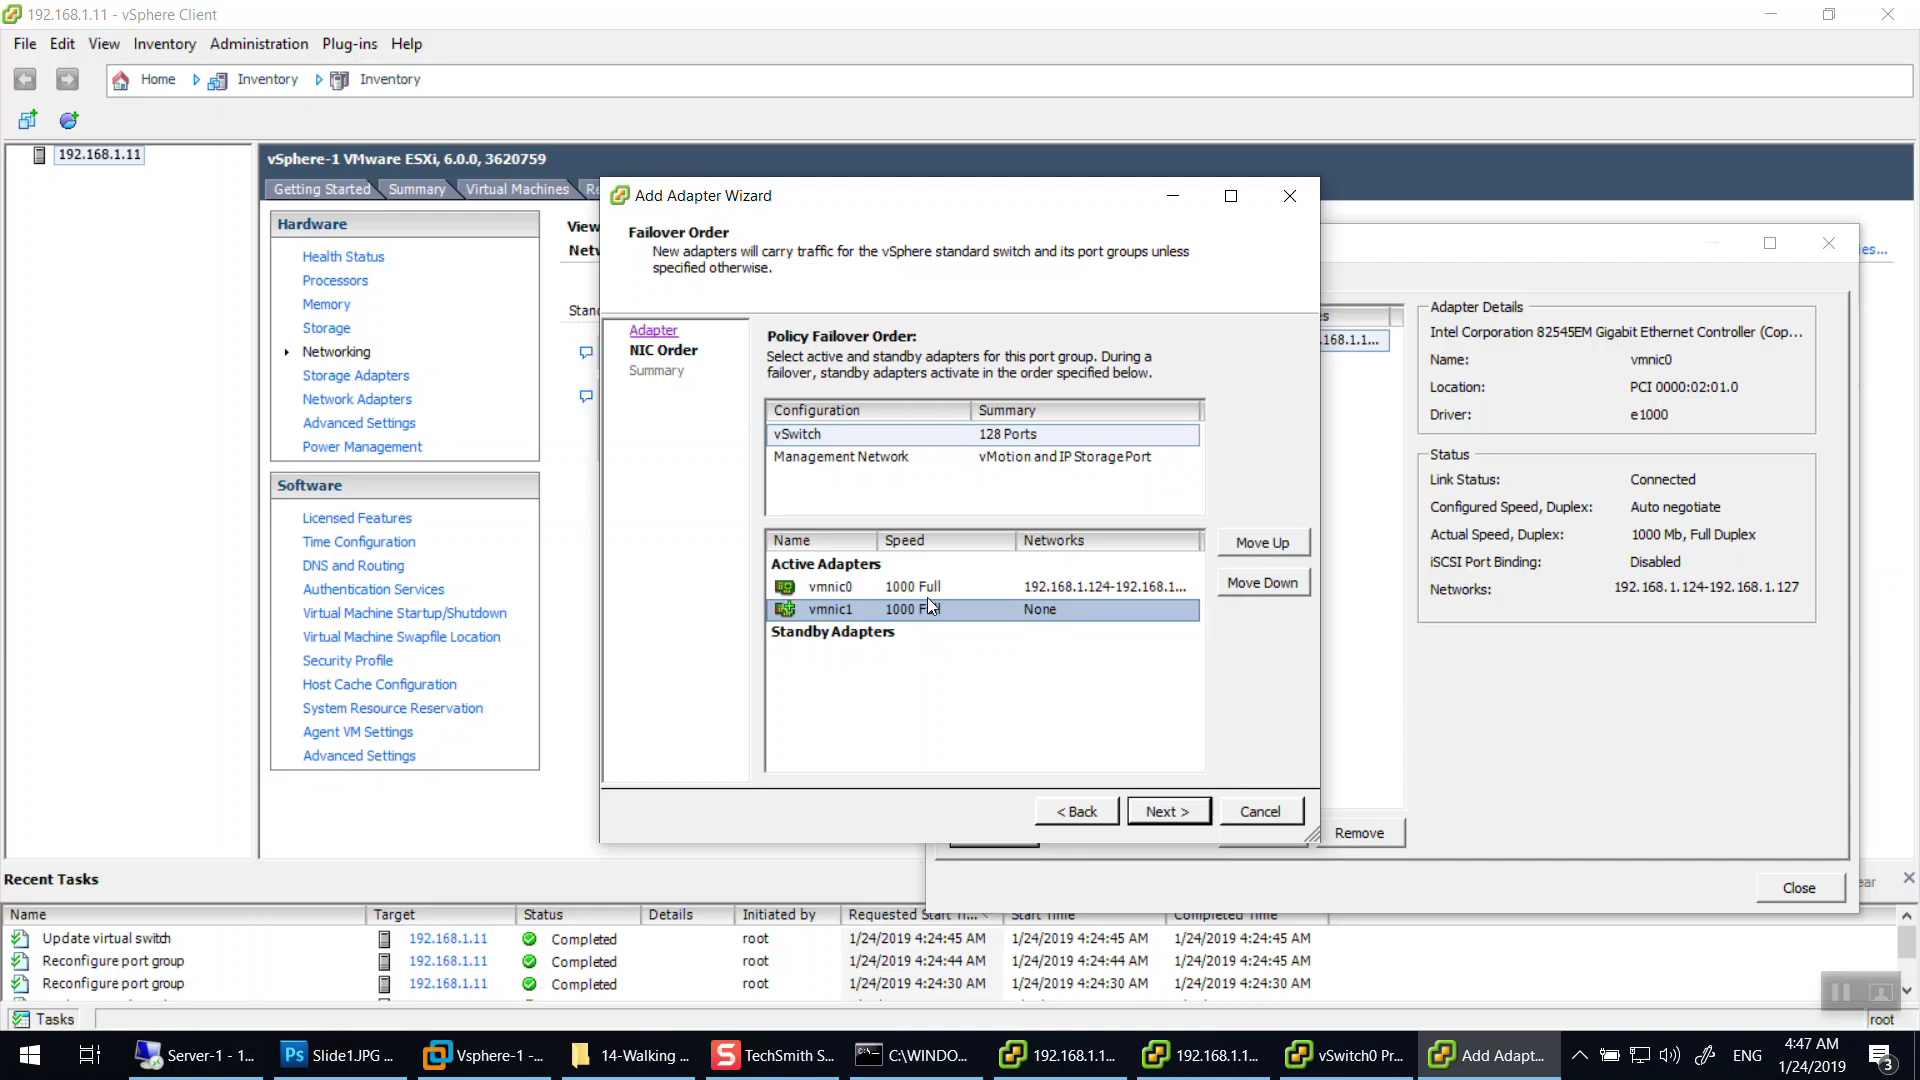 192.168.1.11 - vSphere Client
File Edit View Inventory Administration Plug-ins Help
Home Inventory Inventory
192.168.1.11
vSphere-1 VMware ESXi, 6.0.0, 3620759
Getting Started Summary Virtual Machines
Hardware
Health Status
Processors
Memory
Storage
Networking
Storage Adapters
Network Adapters
Advanced Settings
Power Management
Software
Licensed Features
Time Configuration
DNS and Routing
Authentication Services
Virtual Machine Startup/Shutdown
Virtual Machine Swapfile Location
Security Profile
Host Cache Configuration
System Resource Reservation
Agent VM Settings
Advanced Settings
Add Adapter Wizard
Failover Order
New adapters will carry traffic for the vSphere standard switch and its port groups unless
specified otherwise.
Adapter
NIC Order
Summary
Policy Failover Order:
Select active and standby adapters for this port group. During a
failover, standby adapters activate in the order specified below.
Configuration Summary
vSwitch 128 Ports
Management Network vMotion and IP Storage Port
Name Speed Networks
Active Adapters
vmnic0 1000 Full 192.168.1.124-192.168.1...
vmnic1 1000 None
Standby Adapters
Move Up
Move Down
< Back Next > Cancel
.168.1.1...
Adapter Details
Intel Corporation 82545EM Gigabit Ethernet Controller (Cop...
Name: vmnic0
Location: PCI 0000:02:01.0
Driver: e1000
Status
Link Status: Connected
Configured Speed, Duplex: Auto negotiate
Actual Speed, Duplex: 1000 Mb, Full Duplex
iSCSI Port Binding: Disabled
Networks: 192.168.1.124-192.168.1.127
Remove
Close
Recent Tasks
Name Target Status Details Initiated by Requested Start Ti... Start Time Completed Time
Update virtual switch 192.168.1.11 Completed root 1/24/2019 4:24:45 AM 1/24/2019 4:24:45 AM 1/24/2019 4:24:45 AM
Reconfigure port group 192.168.1.11 Completed root 1/24/2019 4:24:44 AM 1/24/2019 4:24:44 AM 1/24/2019 4:24:45 AM
Reconfigure port group 192.168.1.11 Completed root 1/24/2019 4:24:30 AM 1/24/2019 4:24:30 AM 1/24/2019 4:24:30 AM
Tasks root
Server-1 - 1... Ps Slide1.JPG ... Vsphere-1 -... 14-Walking ... TechSmith S... C:\WINDO... 192.168.1.1... 192.168.1.1... vSwitch0 Pr... Add Adapt... ENG 4:47 AM
1/24/2019 3